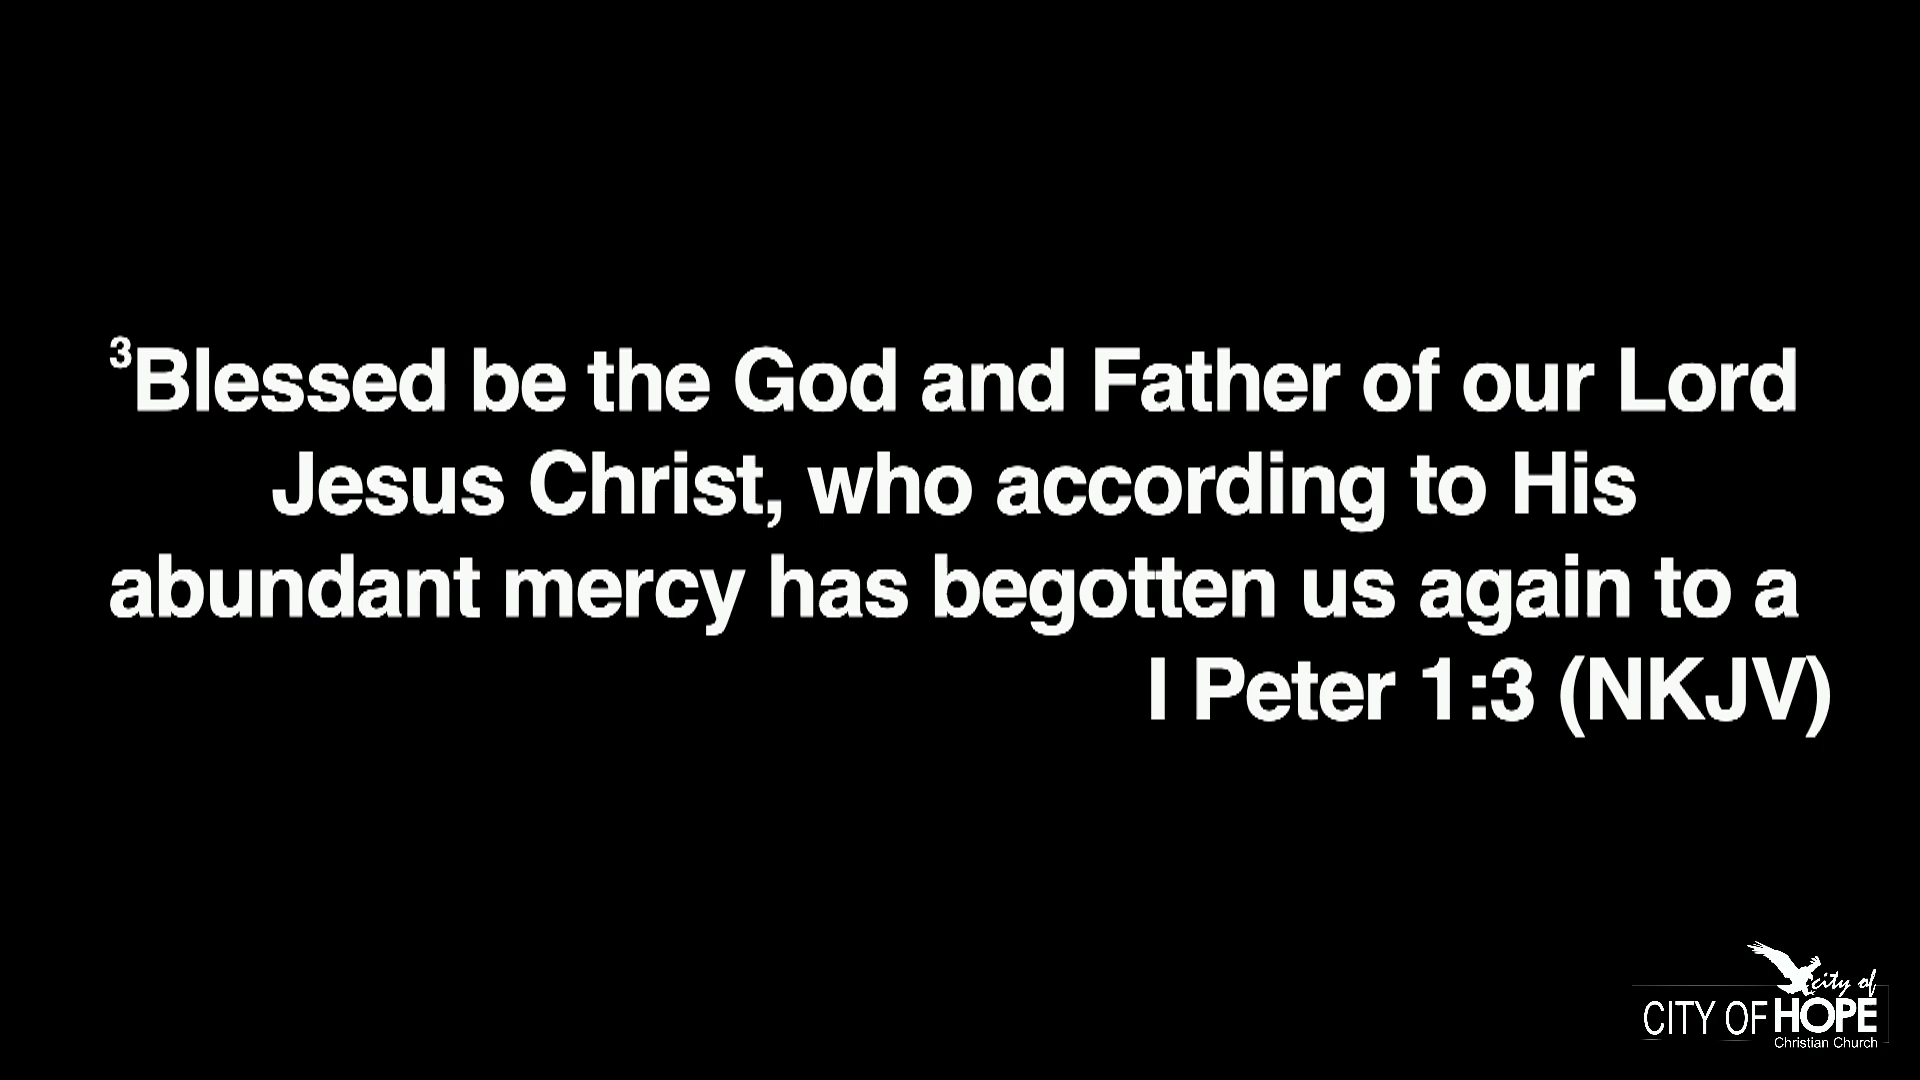 ³Blessed be the God and Father of our Lord
Jesus Christ, who according to His
abundant mercy has begotten us again to a
I Peter 1:3 (NKJV)
city of
CITY OF HOPE
Christian Church